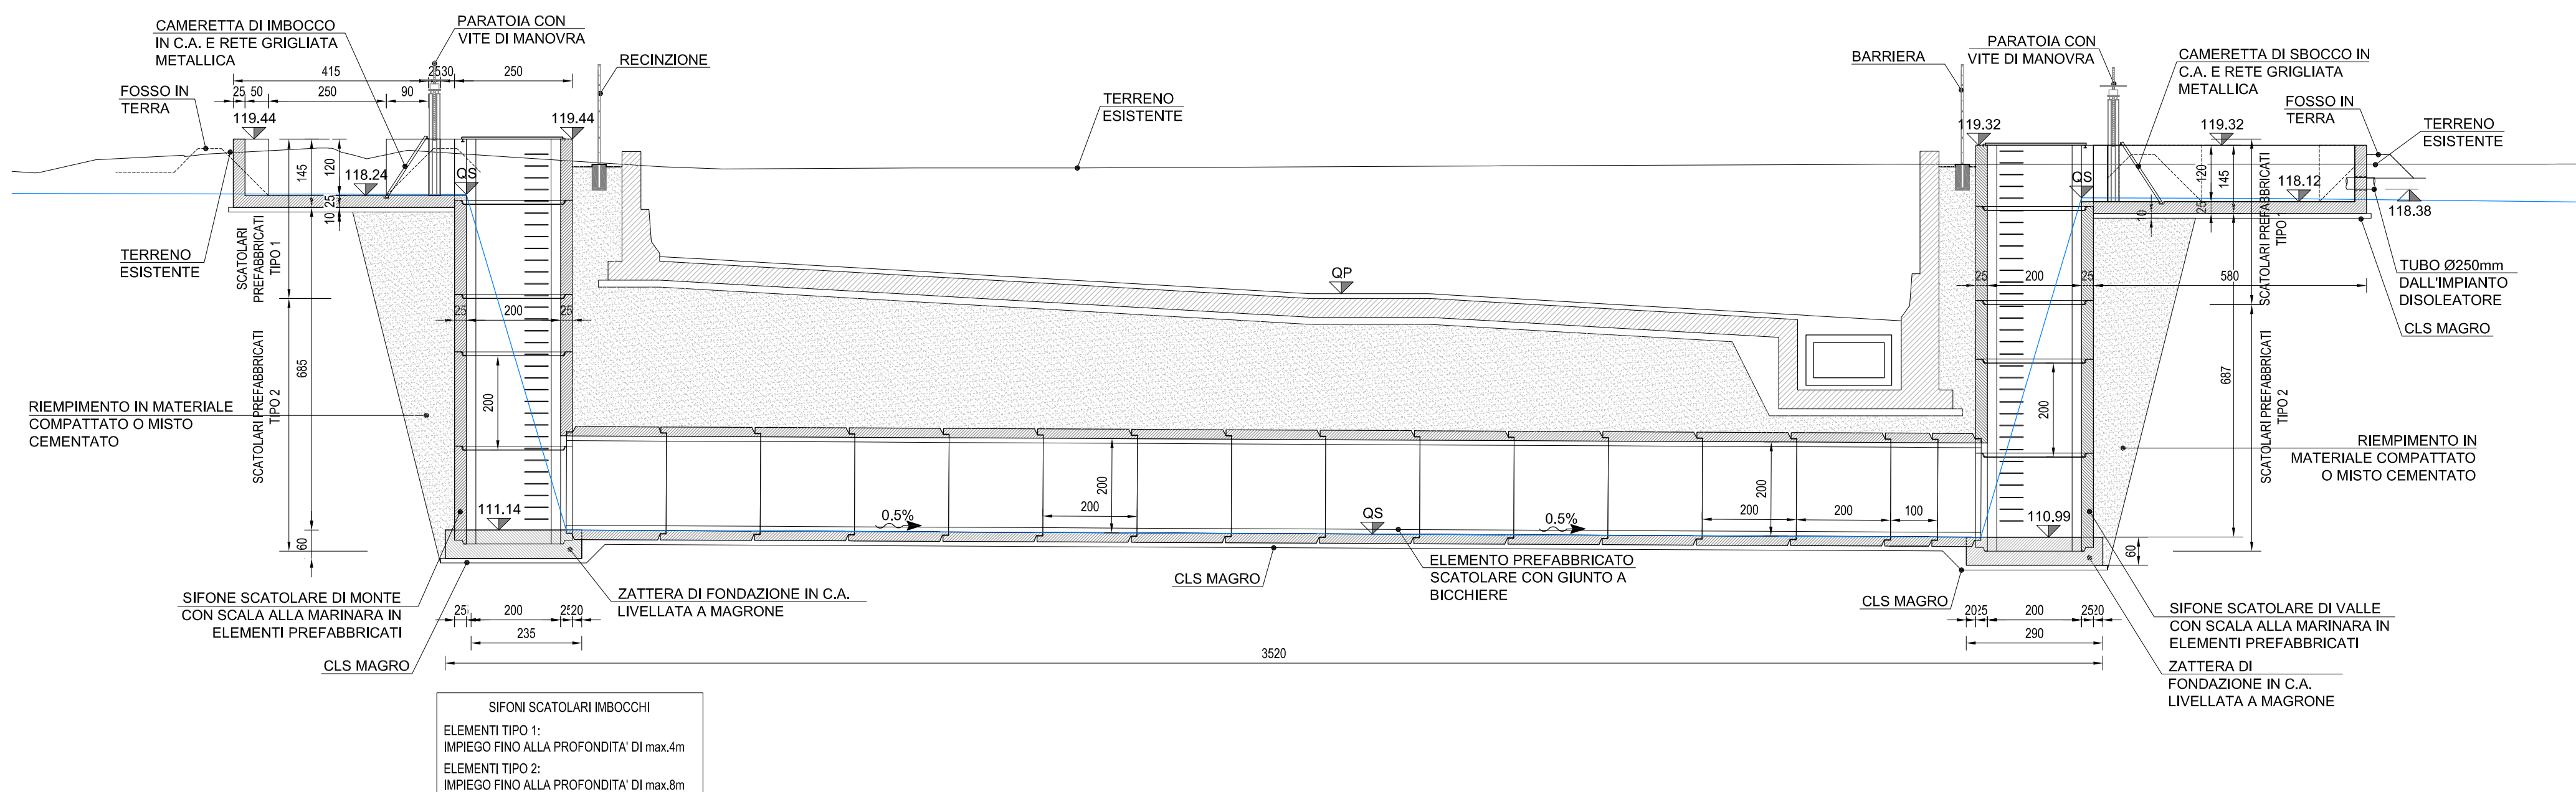 CAMERETTA DI IMBOCCO
IN C.A. E RETE GRIGLIATA
METALLICA
PARATOIA CON
VITE DI MANOVRA
RECINZIONE
415
25
30
250
25
50
250
90
FOSSO IN
TERRA
119.44
119.44
TERRENO
ESISTENTE
BARRIERA
PARATOIA CON
VITE DI MANOVRA
CAMERETTA DI SBOCCO IN
C.A. E RETE GRIGLIATA
METALLICA
FOSSO IN
TERRA
TERRENO
ESISTENTE
119.32
119.32
145
120
118.24
QS
25
10
QS
120
145
118.12
118.38
10
25
TERRENO
ESISTENTE
SCATOLARI
PREFABBRICATI
TIPO 1
SCATOLARI PREFABBRICATI
TIPO 1
QP
25
200
25
25
200
25
580
TUBO Ø250mm
DALL'IMPIANTO
DISOLEATORE
CLS MAGRO
685
SCATOLARI PREFABBRICATI
TIPO 2
200
687
SCATOLARI PREFABBRICATI
TIPO 2
200
RIEMPIMENTO IN MATERIALE
COMPATTATO O MISTO
CEMENTATO
RIEMPIMENTO IN
MATERIALE COMPATTATO
O MISTO CEMENTATO
200
200
200
200
200
100
111.14
0.5%
QS
0.5%
110.99
60
60
ELEMENTO PREFABBRICATO
SCATOLARE CON GIUNTO A
BICCHIERE
CLS MAGRO
SIFONE SCATOLARE DI MONTE
CON SCALA ALLA MARINARA IN
ELEMENTI PREFABBRICATI
ZATTERA DI FONDAZIONE IN C.A.
LIVELLATA A MAGRONE
CLS MAGRO
SIFONE SCATOLARE DI VALLE
CON SCALA ALLA MARINARA IN
ELEMENTI PREFABBRICATI
25
200
25
20
235
20
25
200
25
20
290
CLS MAGRO
3520
ZATTERA DI
FONDAZIONE IN C.A.
LIVELLATA A MAGRONE
SIFONI SCATOLARI IMBOCCHI
ELEMENTI TIPO 1:
IMPIEGO FINO ALLA PROFONDITA' DI max.4m
ELEMENTI TIPO 2:
IMPIEGO FINO ALLA PROFONDITA' DI max.8m